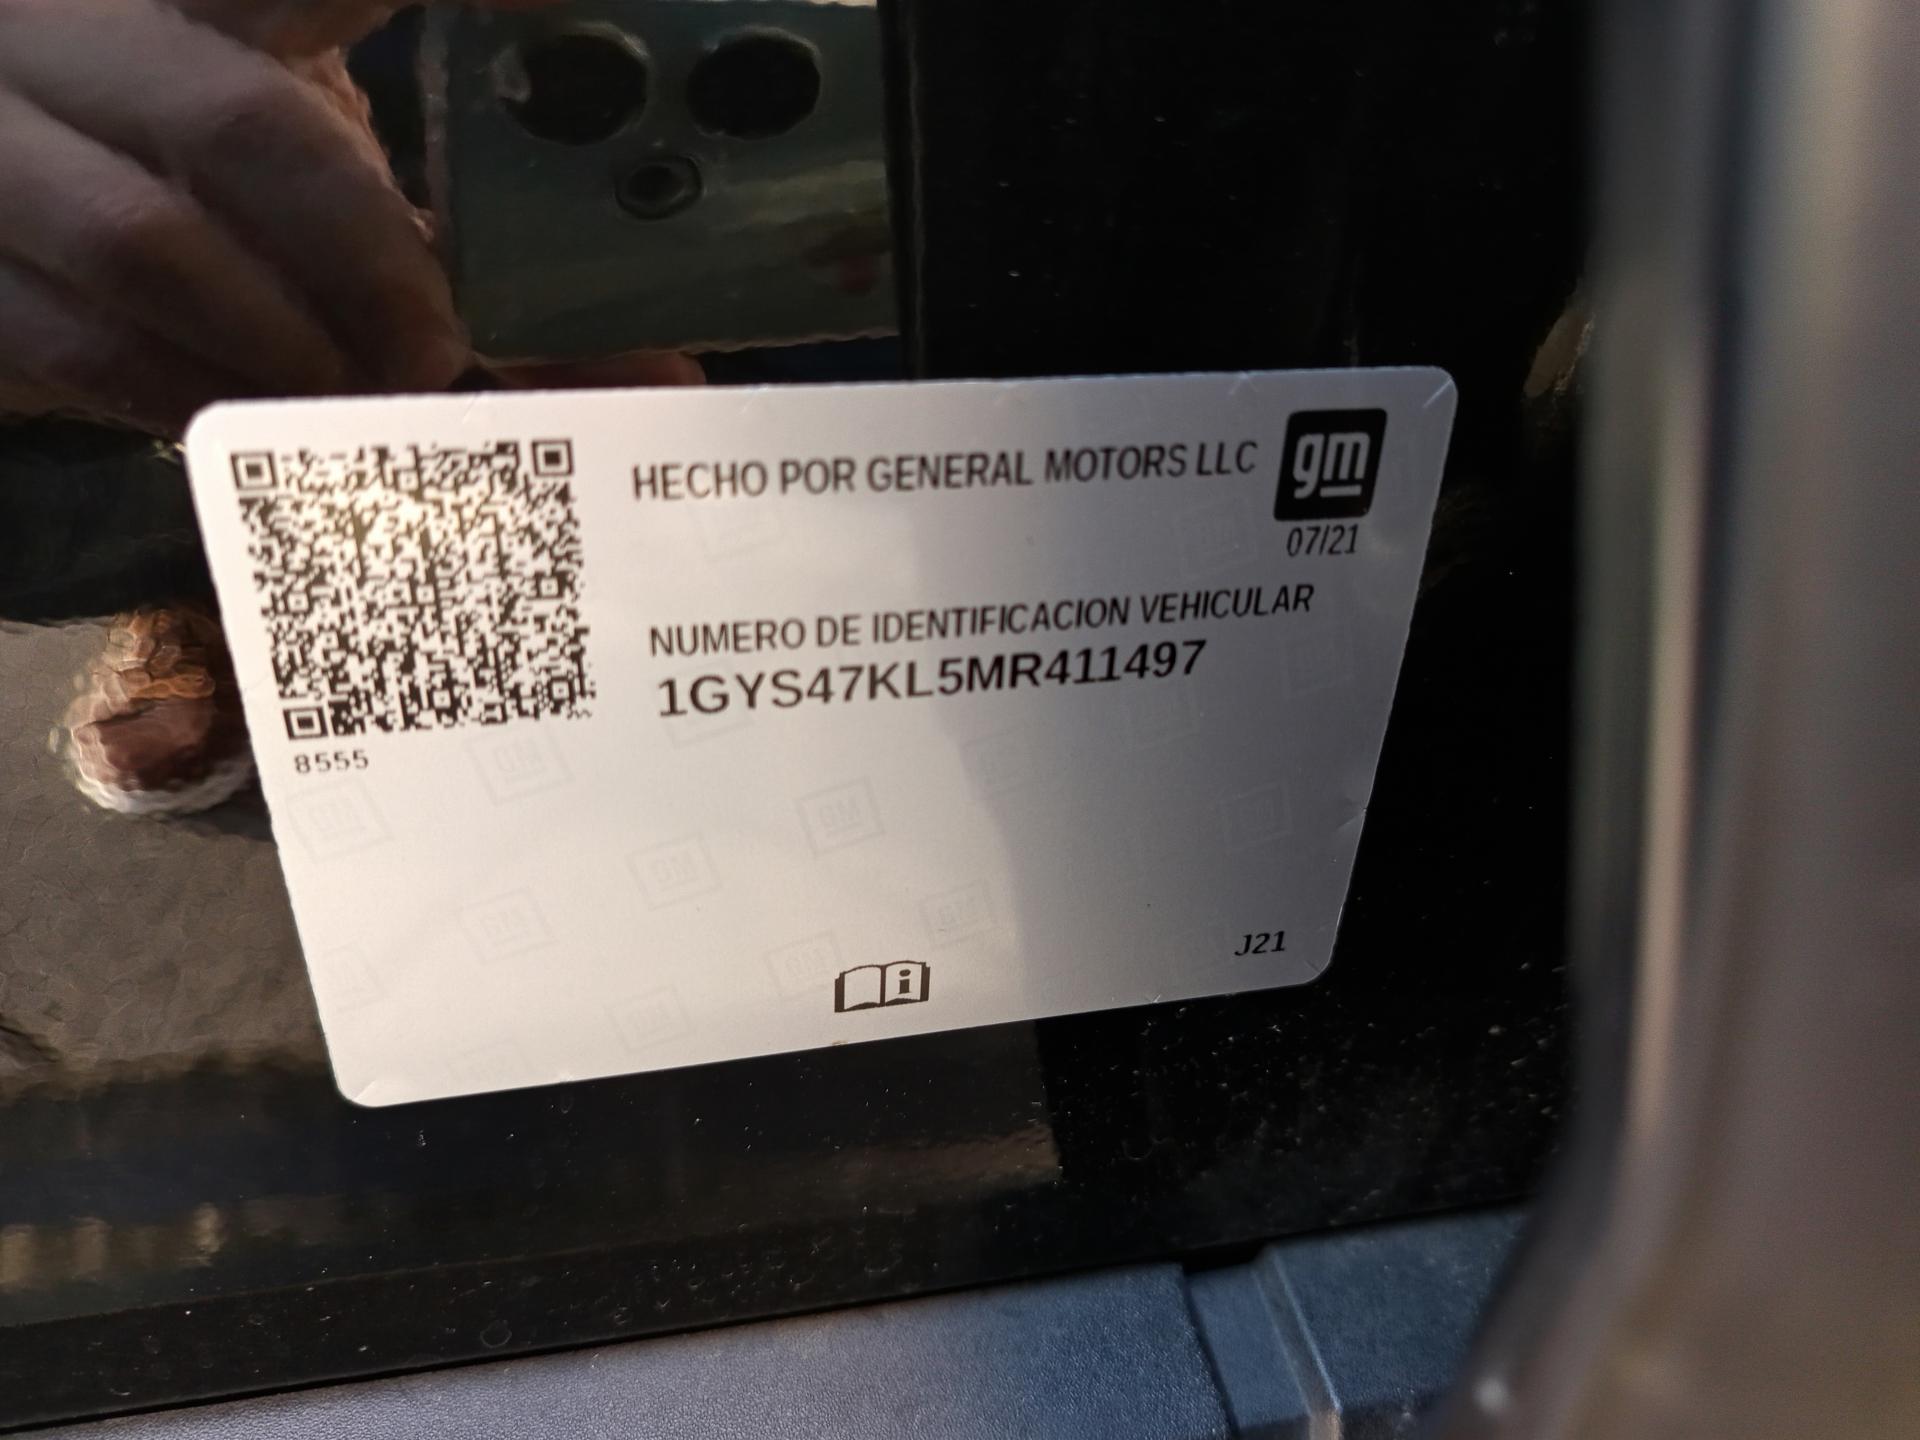 HECHO POR GENERAL MOTORS LLC
gm
07/21
NUMERO DE IDENTIFICACION VEHICULAR
1GYS47KL5MR411497
8555
J21
i